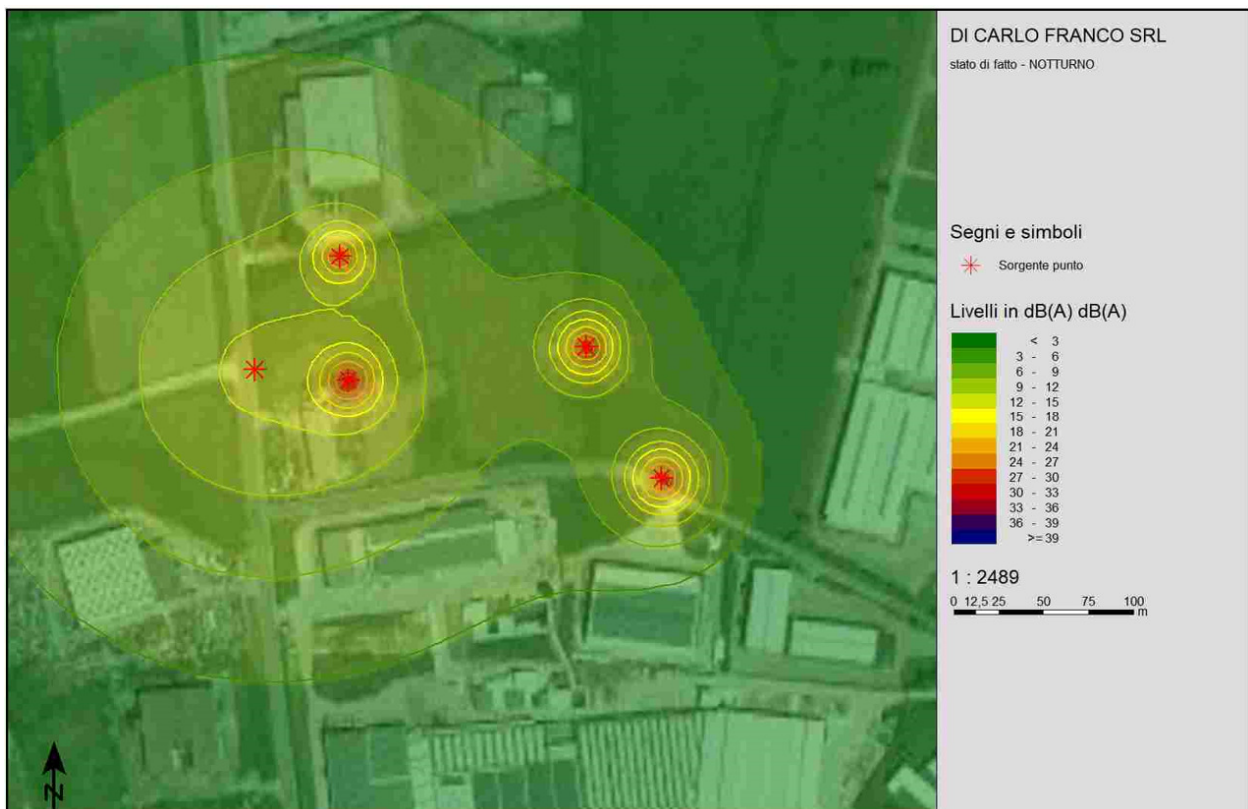 DI CARLO FRANCO SRL
stato di fatto - NOTTURNO
Segni e simboli
Sorgente punto
Livelli in dB(A) dB(A)
< 3
3 - 6
6 - 9
9 - 12
12 - 15
15 - 18
18 - 21
21 - 24
24 - 27
27 - 30
30 - 33
33 - 36
36 - 39
>= 39
1 : 2489
0 12,5 25 50 75 100
m
N